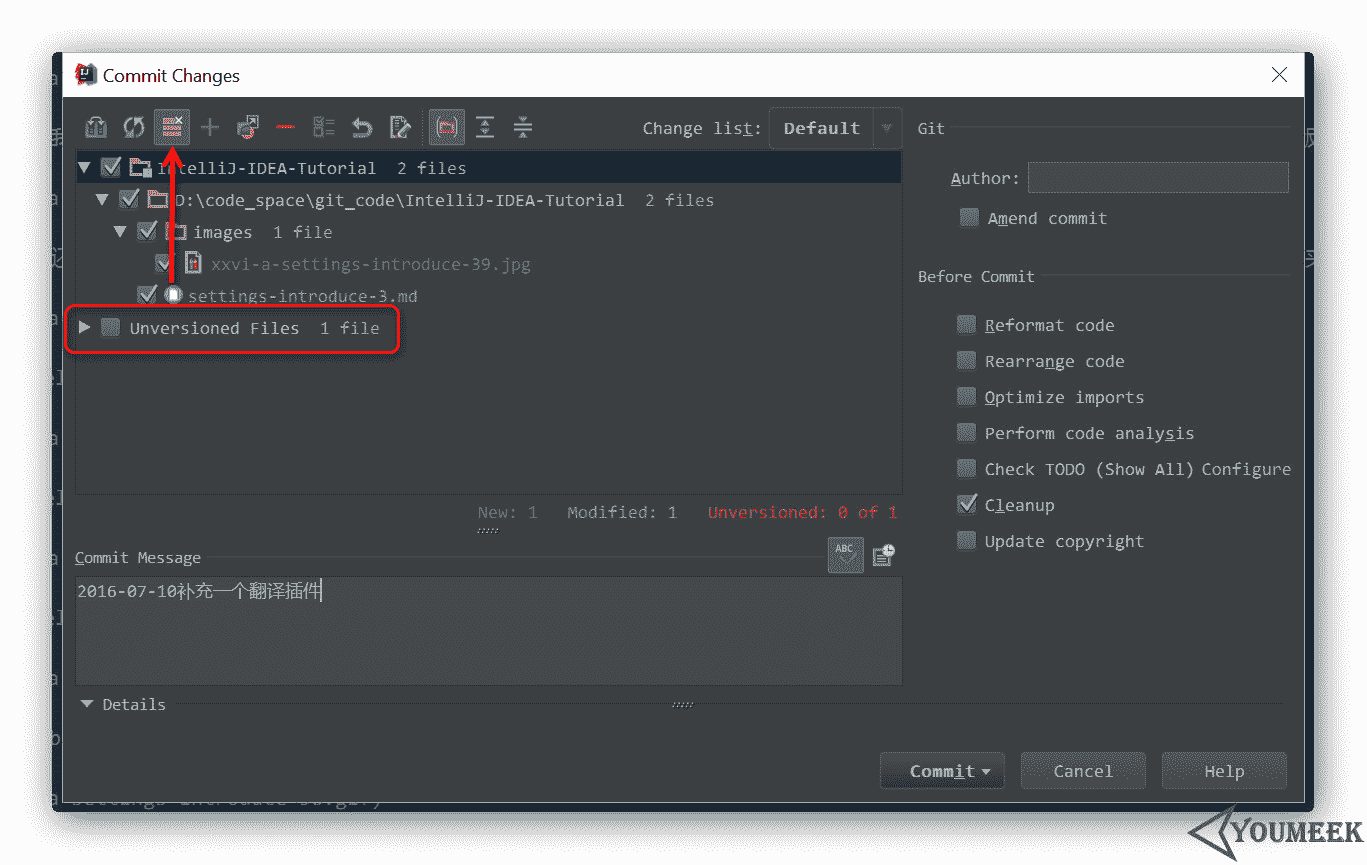 Commit Changes
Change list: Default
IntelliJ-IDEA-Tutorial 2 files
D:\code_space\git_code\IntelliJ-IDEA-Tutorial 2 files
images 1 file
xxvi-a-settings-introduce-39.jpg
settings-introduce-3.md
Unversioned Files 1 file
New: 1 Modified: 1 Unversioned: 0 of 1
Commit Message
ABC
2016-07-10补充一个翻译插件
Details
Git
Author:
Amend commit
Before Commit
Reformat code
Rearrange code
Optimize imports
Perform code analysis
Check TODO (Show All) Configure
Cleanup
Update copyright
Commit
Cancel
Help
YOUMEEK